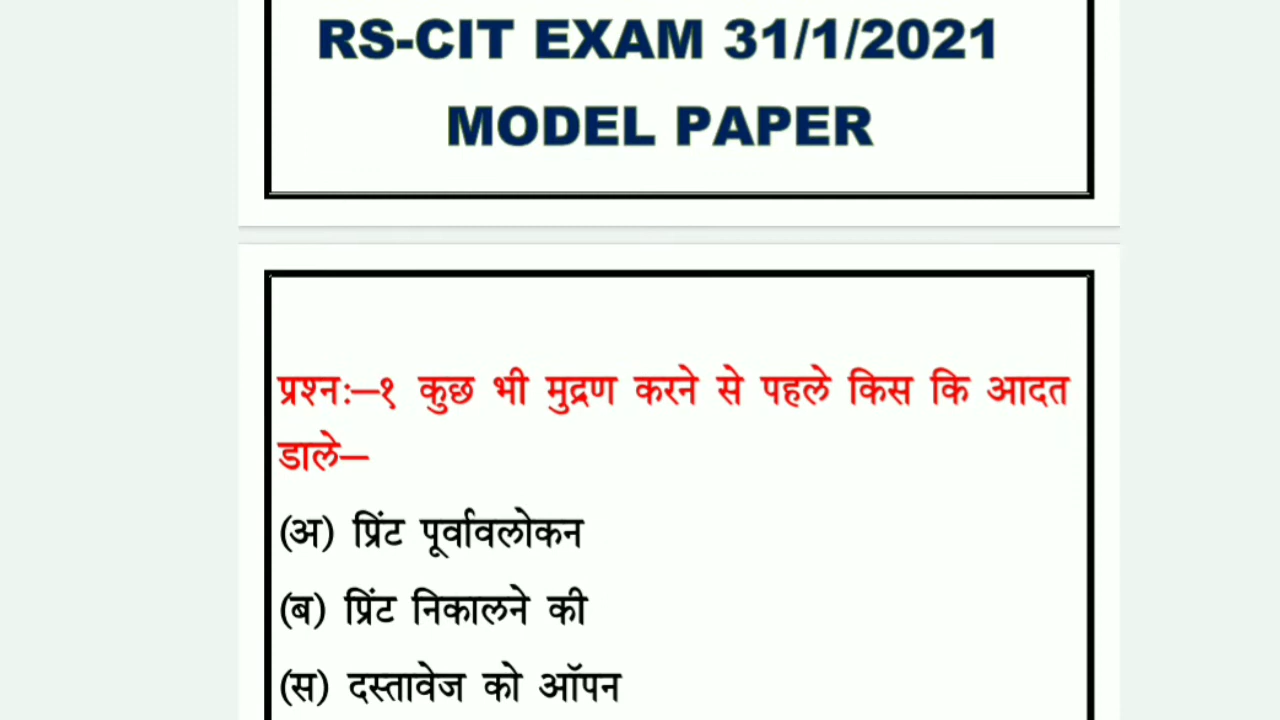 RS-CIT EXAM 31/1/2021
MODEL PAPER
प्रश्नः–१ कुछ भी मुद्रण करने से पहले किस कि आदत
डाले–
(अ) प्रिंट पूर्वावलोकन
(ब) प्रिंट निकालने की
(स) दस्तावेज को ऑपन